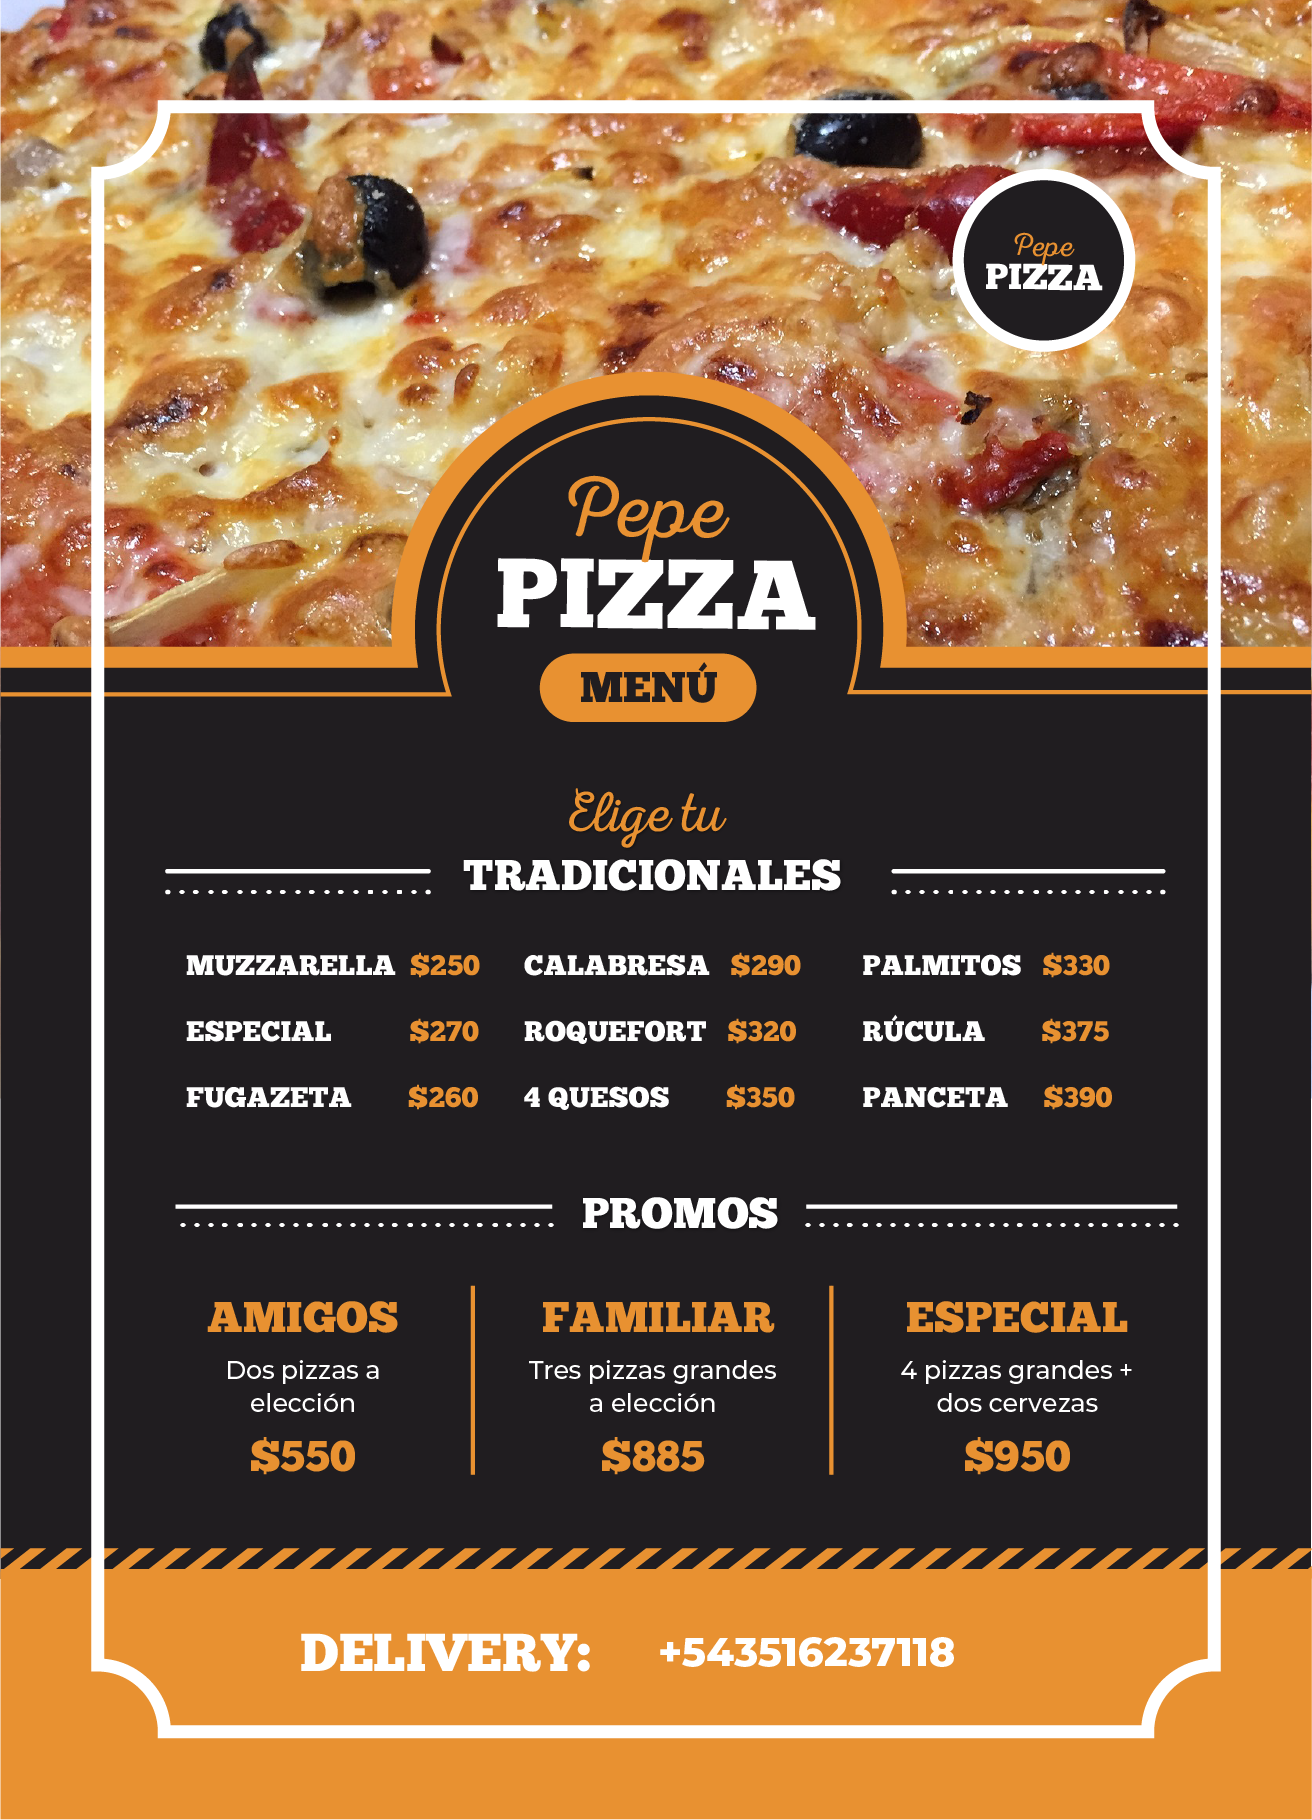 Pepe
PIZZA
Pepe
PIZZA
MENÚ
Elige tu
TRADICIONALES
MUZZARELLA $250 CALABRESA $290 PALMITOS $330
ESPECIAL $270 ROQUEFORT $320 RÚCULA $375
FUGAZETA $260 4 QUESOS $350 PANCETA $390
PROMOS
AMIGOS
Dos pizzas a
elección
$550
FAMILIAR
Tres pizzas grandes
a elección
$885
ESPECIAL
4 pizzas grandes +
dos cervezas
$950
DELIVERY: +543516237118